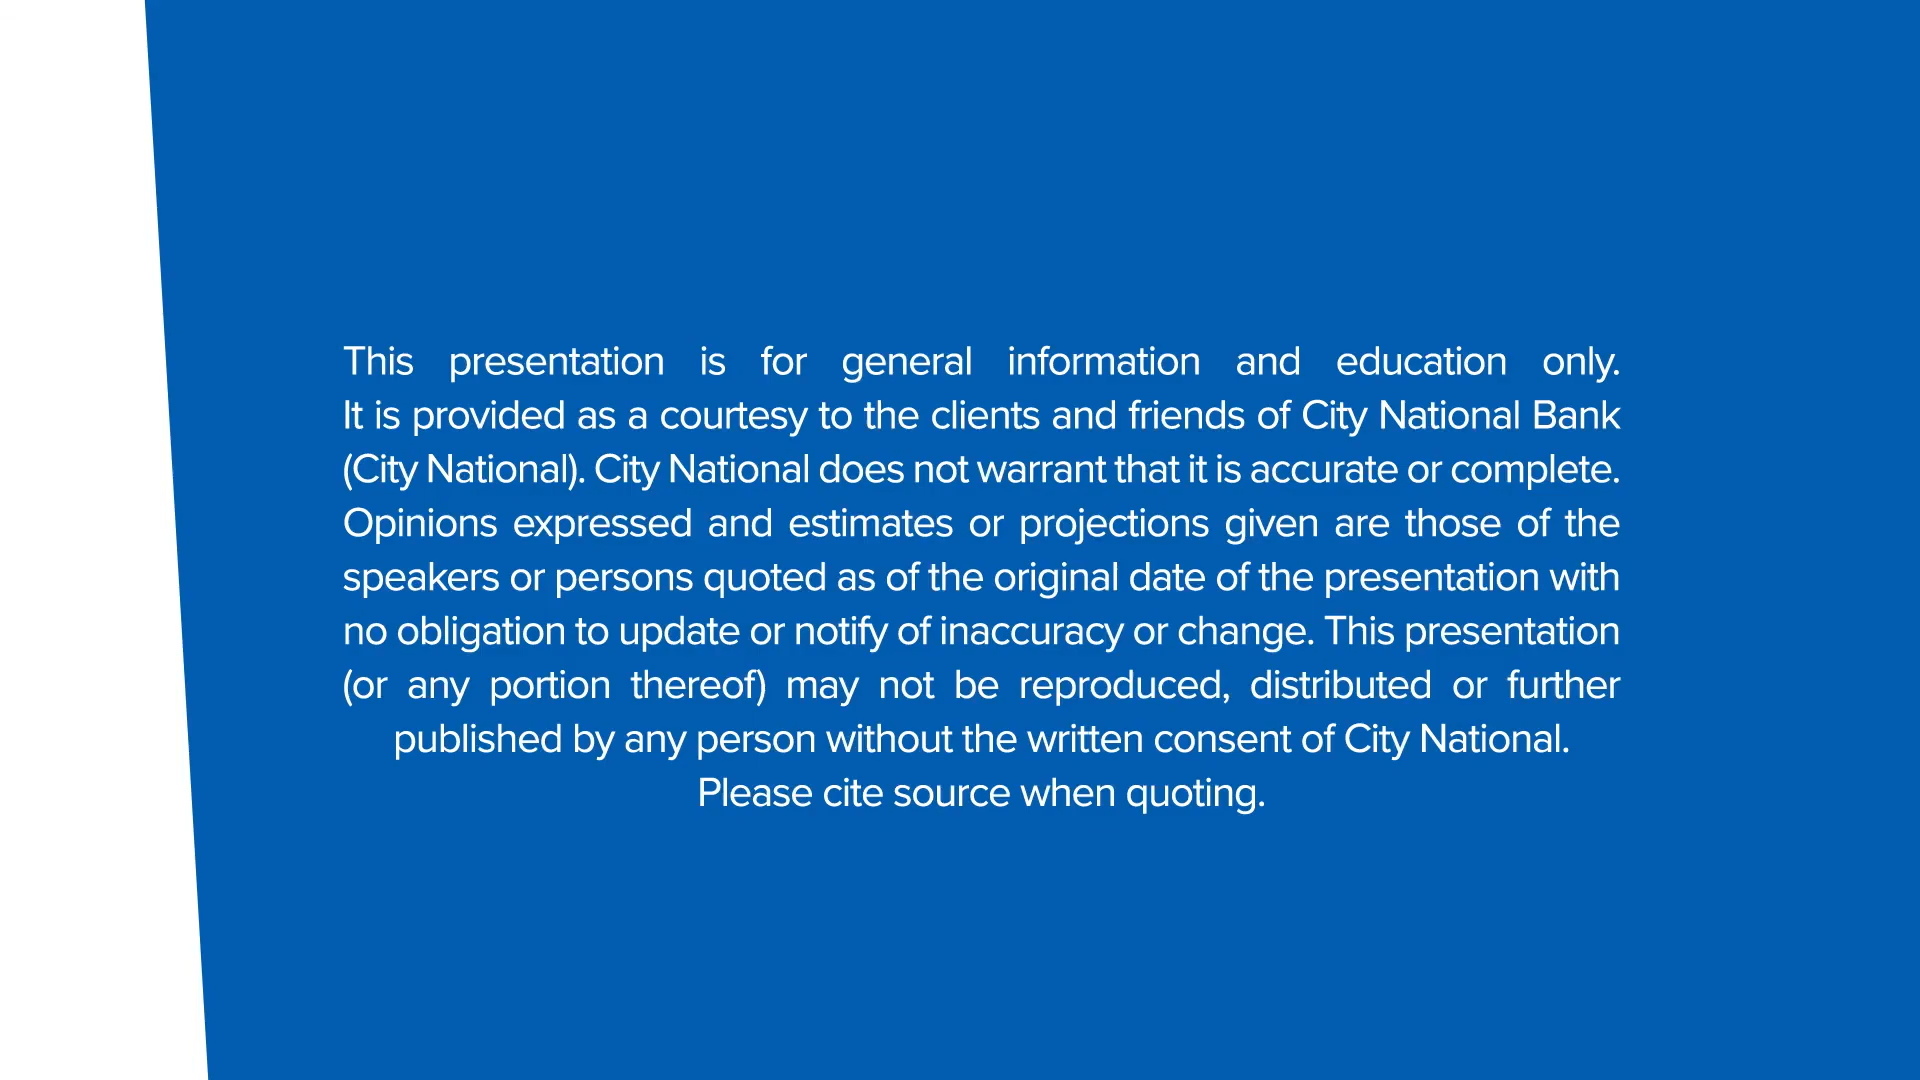 This presentation is for general information and education only.
It is provided as a courtesy to the clients and friends of City National Bank
(City National). City National does not warrant that it is accurate or complete.
Opinions expressed and estimates or projections given are those of the
speakers or persons quoted as of the original date of the presentation with
no obligation to update or notify of inaccuracy or change. This presentation
(or any portion thereof) may not be reproduced, distributed or further
published by any person without the written consent of City National.
Please cite source when quoting.